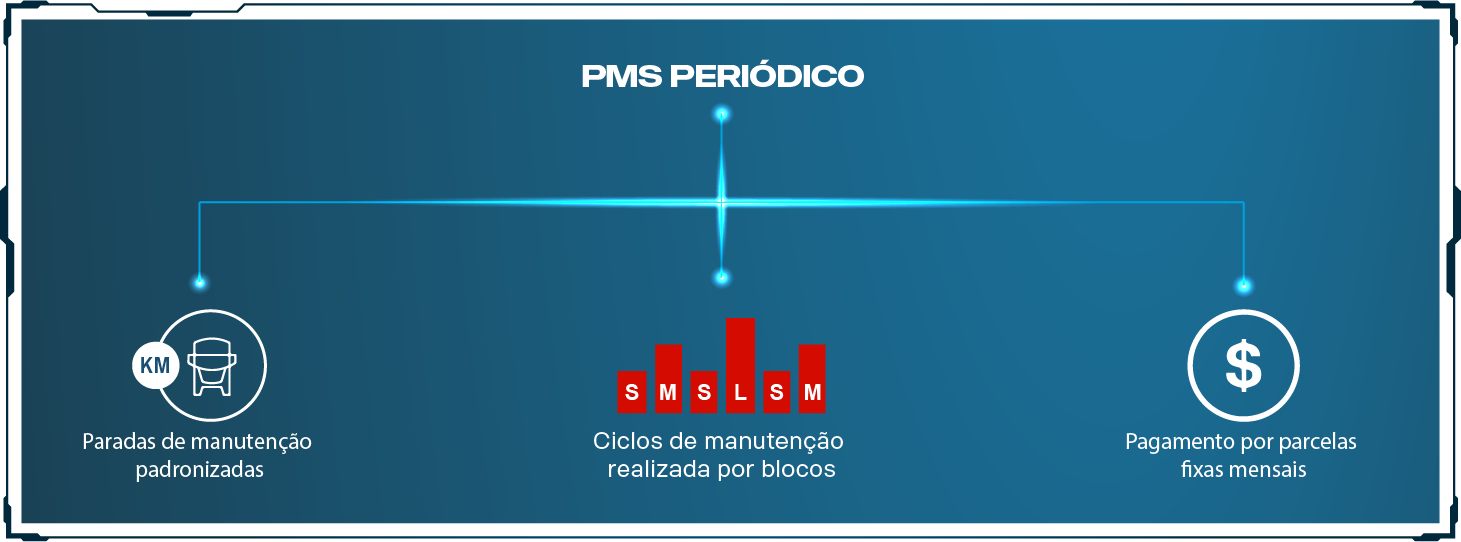 PMS PERIÓDICO
KM
Paradas de manutenção
padronizadas
S M S L S M
Ciclos de manutenção
realizada por blocos
$
Pagamento por parcelas
fixas mensais